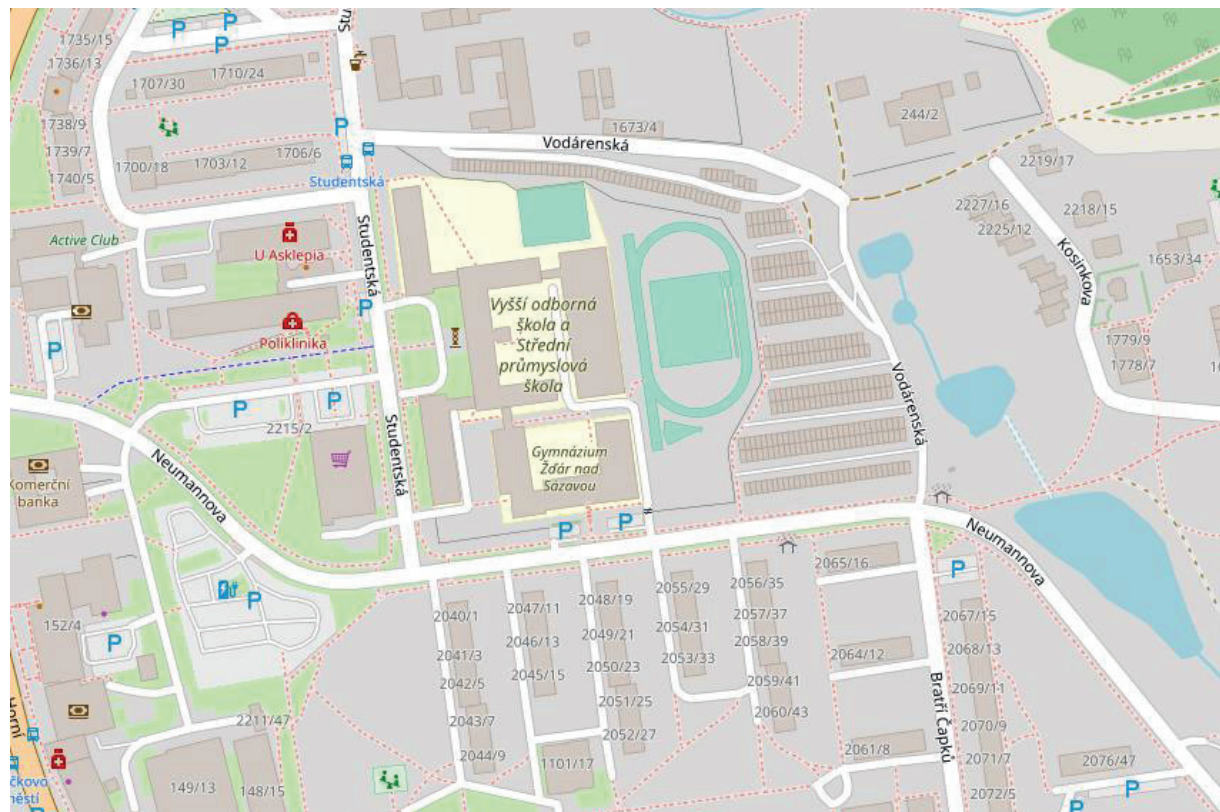 1735/15
1736/13
1738/9
1739/7
1740/5
P
P
P
1710/24
1707/30
1700/18
1703/12
1706/6
P
Studentská
Active Club
U Asklepia
Studentská
P
Poliklinika
P
P
P
2215/2
Studentská
Komerční
banka
Neumannova
P
152/4
P
Horní
2211/47
149/13
148/15
1673/4
Vodárenská
244/2
2219/17
2227/16
2225/12
2218/15
1653/34
Kosinkova
1779/9
1778/7
Vyšší odborná
škola a
Střední
průmyslová
škola
Gymnázium
Žďár nad
Sázavou
Vodárenská
P
P
Neumannova
P
2040/1
2041/3
2042/5
2043/7
2044/9
2047/11
2046/13
2045/15
1101/17
2048/19
2049/21
2050/23
2051/25
2052/27
2055/29
2054/31
2053/33
2056/35
2057/37
2058/39
2059/41
2060/43
2065/16
2064/12
2061/8
Bratří Čapků
2067/15
2068/13
2069/11
2070/9
2071/7
2072/5
2076/47
P
P
P